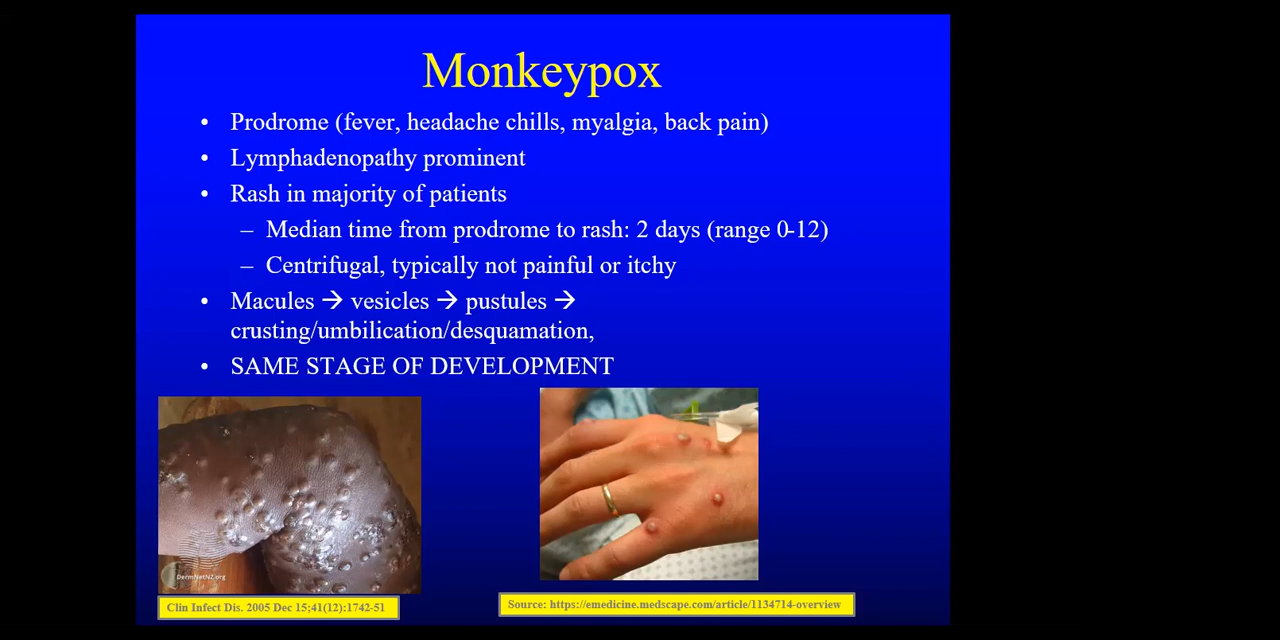 Monkeypox
• Prodrome (fever, headache chills, myalgia, back pain)
• Lymphadenopathy prominent
• Rash in majority of patients
– Median time from prodrome to rash: 2 days (range 0-12)
– Centrifugal, typically not painful or itchy
• Macules → vesicles → pustules →
crusting/umbilication/desquamation,
• SAME STAGE OF DEVELOPMENT
DermNetNZ.org
Clin Infect Dis. 2005 Dec 15;41(12):1742-51
Source: https://emedicine.medscape.com/article/1134714-overview